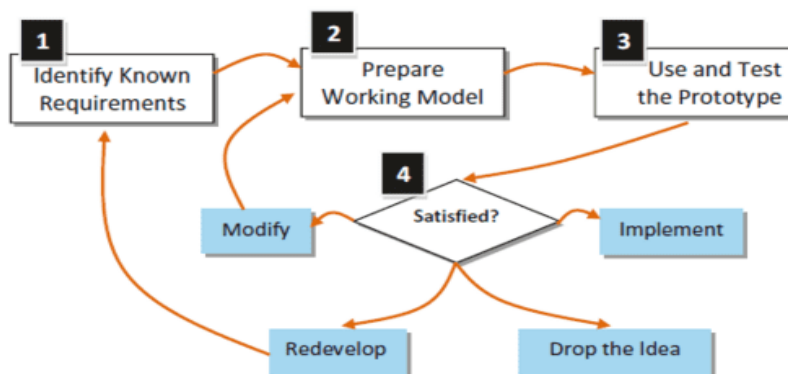 1
Identify Known
Requirements
2
Prepare
Working Model
3
Use and Test
the Prototype
4
Satisfied?
Modify
Implement
Redevelop
Drop the Idea